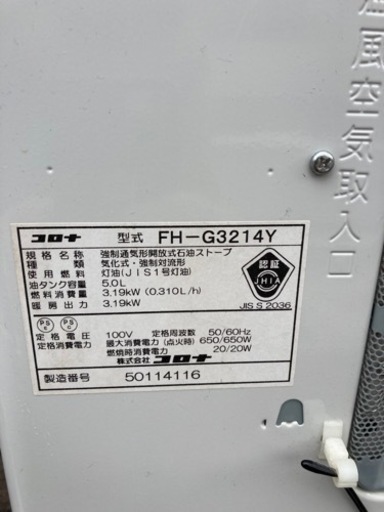 コロナ 型式 FH-G3214Y
規格名称 強制通気形開放式石油ストーブ
種類 気化式・強制対流形
使用燃料 灯油(JIS1号灯油)
油タンク容量 5.0L
燃料消費量 3.19kW (0.310L/h)
暖房出力 3.19kW
認証
JHIA
JIS S 2036
PS
E
PS
C
定格電圧 100V 定格周波数 50/60Hz
定格消費電力 最大消費電力 (点火時) 650/650W
燃焼時消費電力 20/20W
株式会社 コロナ
製造番号 50114116
温風空気取入口